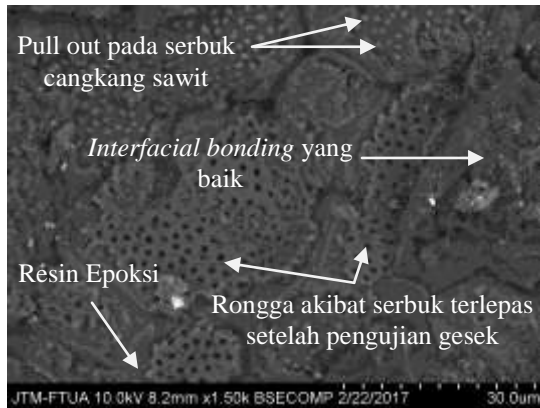 Pull out pada serbuk
cangkang sawit
Interfacial bonding yang
baik
Resin Epoksi
Rongga akibat serbuk terlepas
setelah pengujian gesek
JTM-FTUA 10.0kV 8.2mm x1.50k BSECOMP 2/22/2017 30.0um